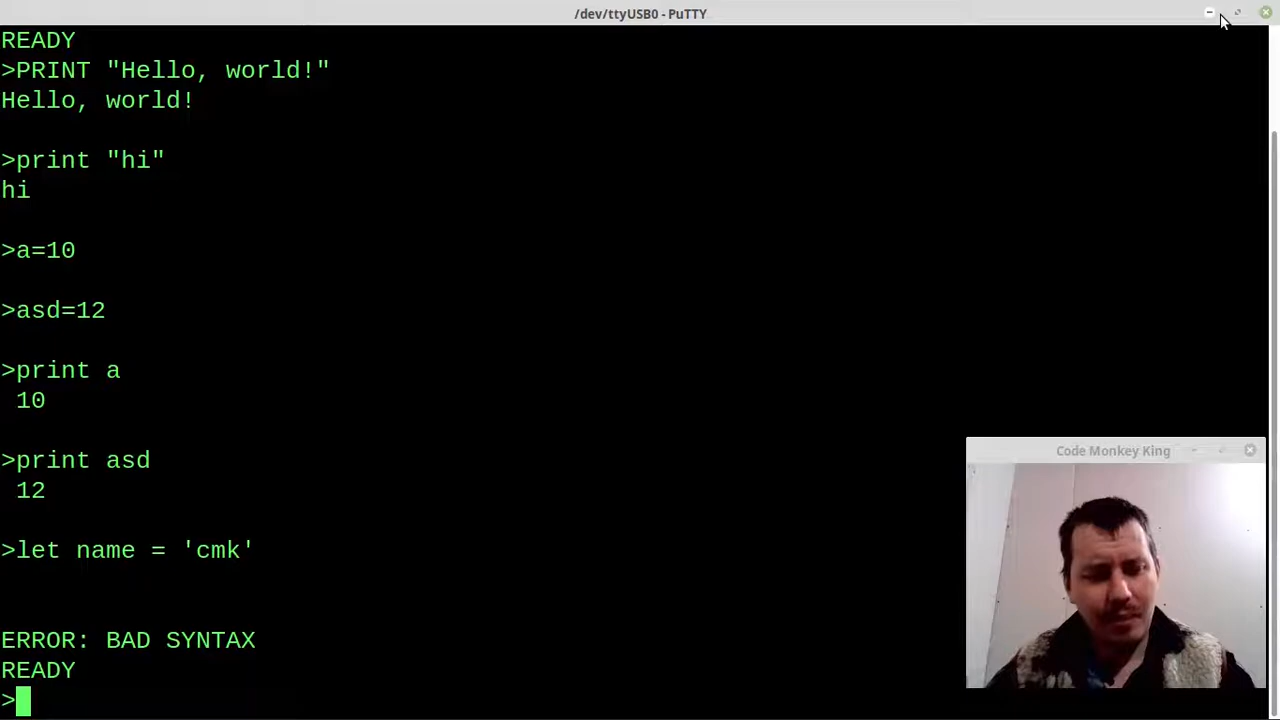 /dev/ttyUSB0 - PuTTY
READY
>PRINT "Hello, world!"
Hello, world!
>print "hi"
hi
>a=10
>asd=12
>print a
10
>print asd
12
>let name = 'cmk'
ERROR: BAD SYNTAX
READY
>
Code Monkey King